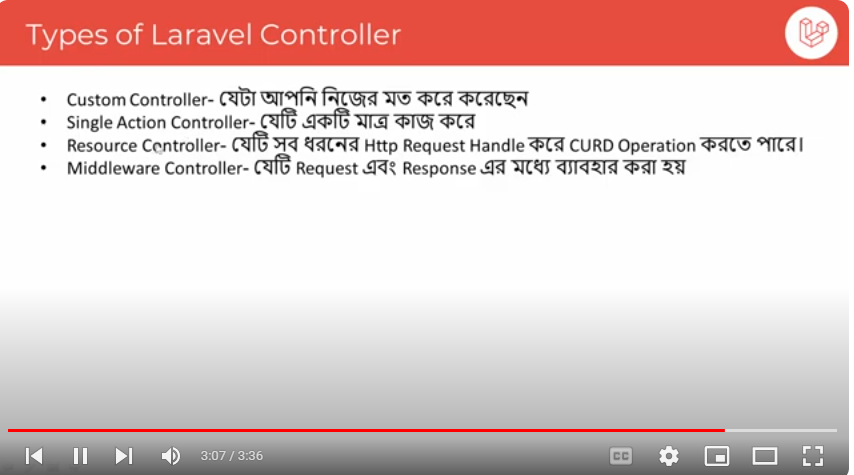 Types of Laravel Controller
• Custom Controller- যেটা আপনি নিজের মত করে করেছেন
• Single Action Controller- যেটি একটি মাত্র কাজ করে
• Resource Controller- যেটি সব ধরনের Http Request Handle করে CURD Operation করতে পারে।
• Middleware Controller- যেটি Request এবং Response এর মধ্যে ব্যাবহার করা হয়
3:07 / 3:36
CC